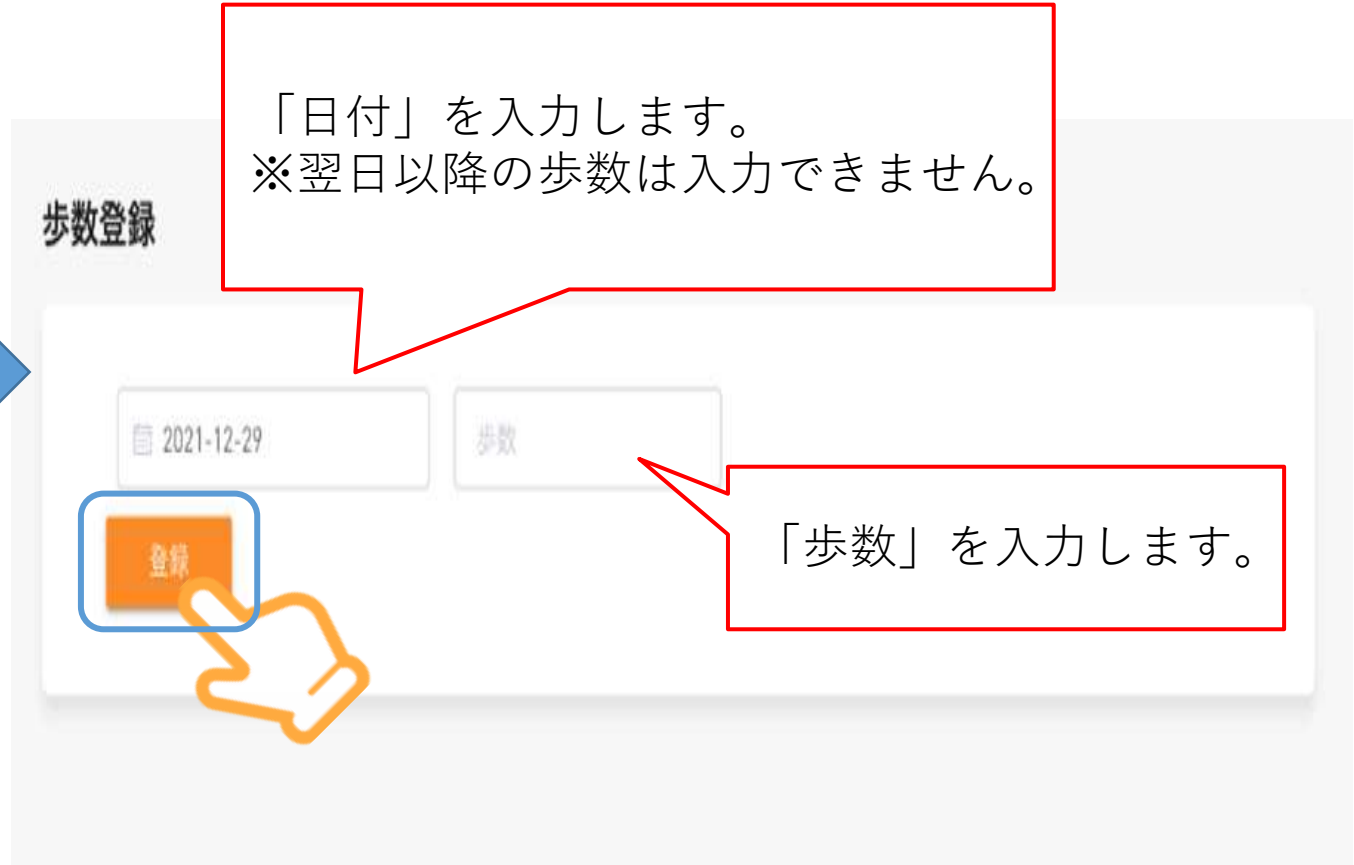 「日付」を入力します。
※翌日以降の歩数は入力できません。
歩数登録
2021-12-29
歩数
「歩数」を入力します。
登録